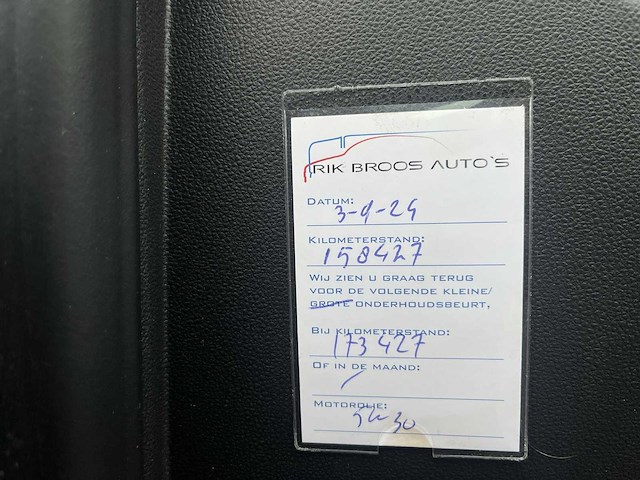 RIK BROOS AUTO'S
DATUM:
3-9-24
KILOMETERSTAND:
158427
WIJ ZIEN U GRAAG TERUG
VOOR DE VOLGENDE KLEINE/
GROTE ONDERHOUDSBEURT,
BIJ KILOMETERSTAND:
173427
OF IN DE MAAND:
/
MOTOROLIE:
5W30